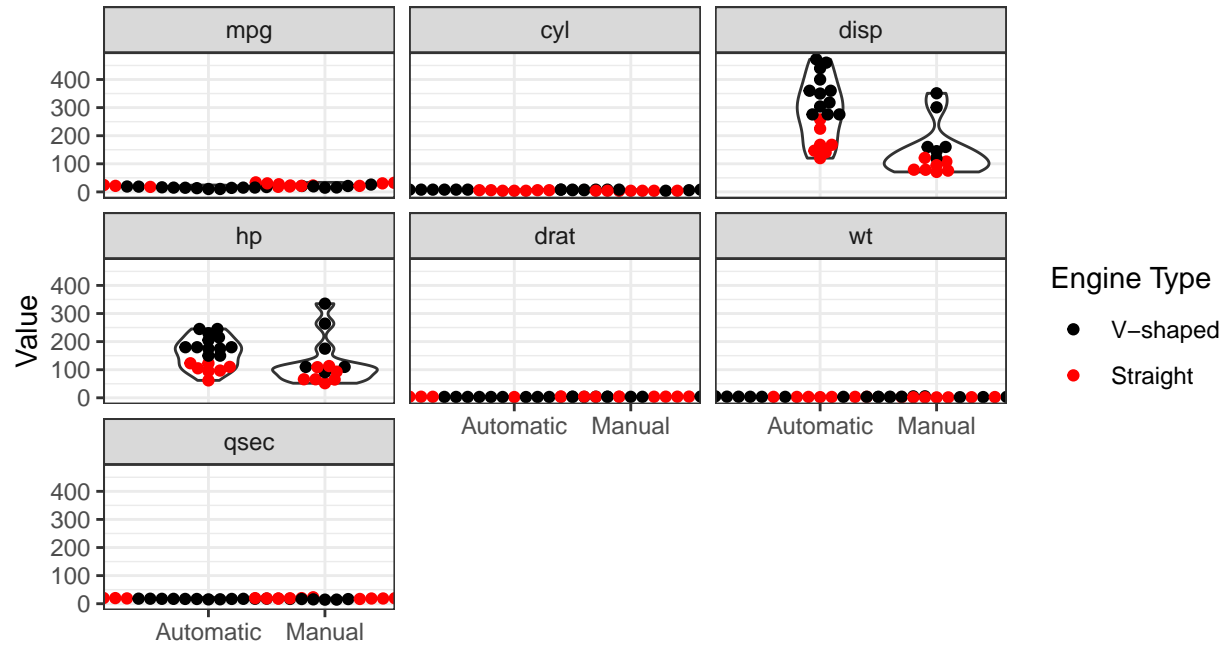 mpg cyl disp
400
300
200
100
0
hp drat wt
400
300
200
100
0
Automatic Manual Automatic Manual
qsec
400
300
200
100
0
Automatic Manual
Value
Engine Type
V−shaped
Straight